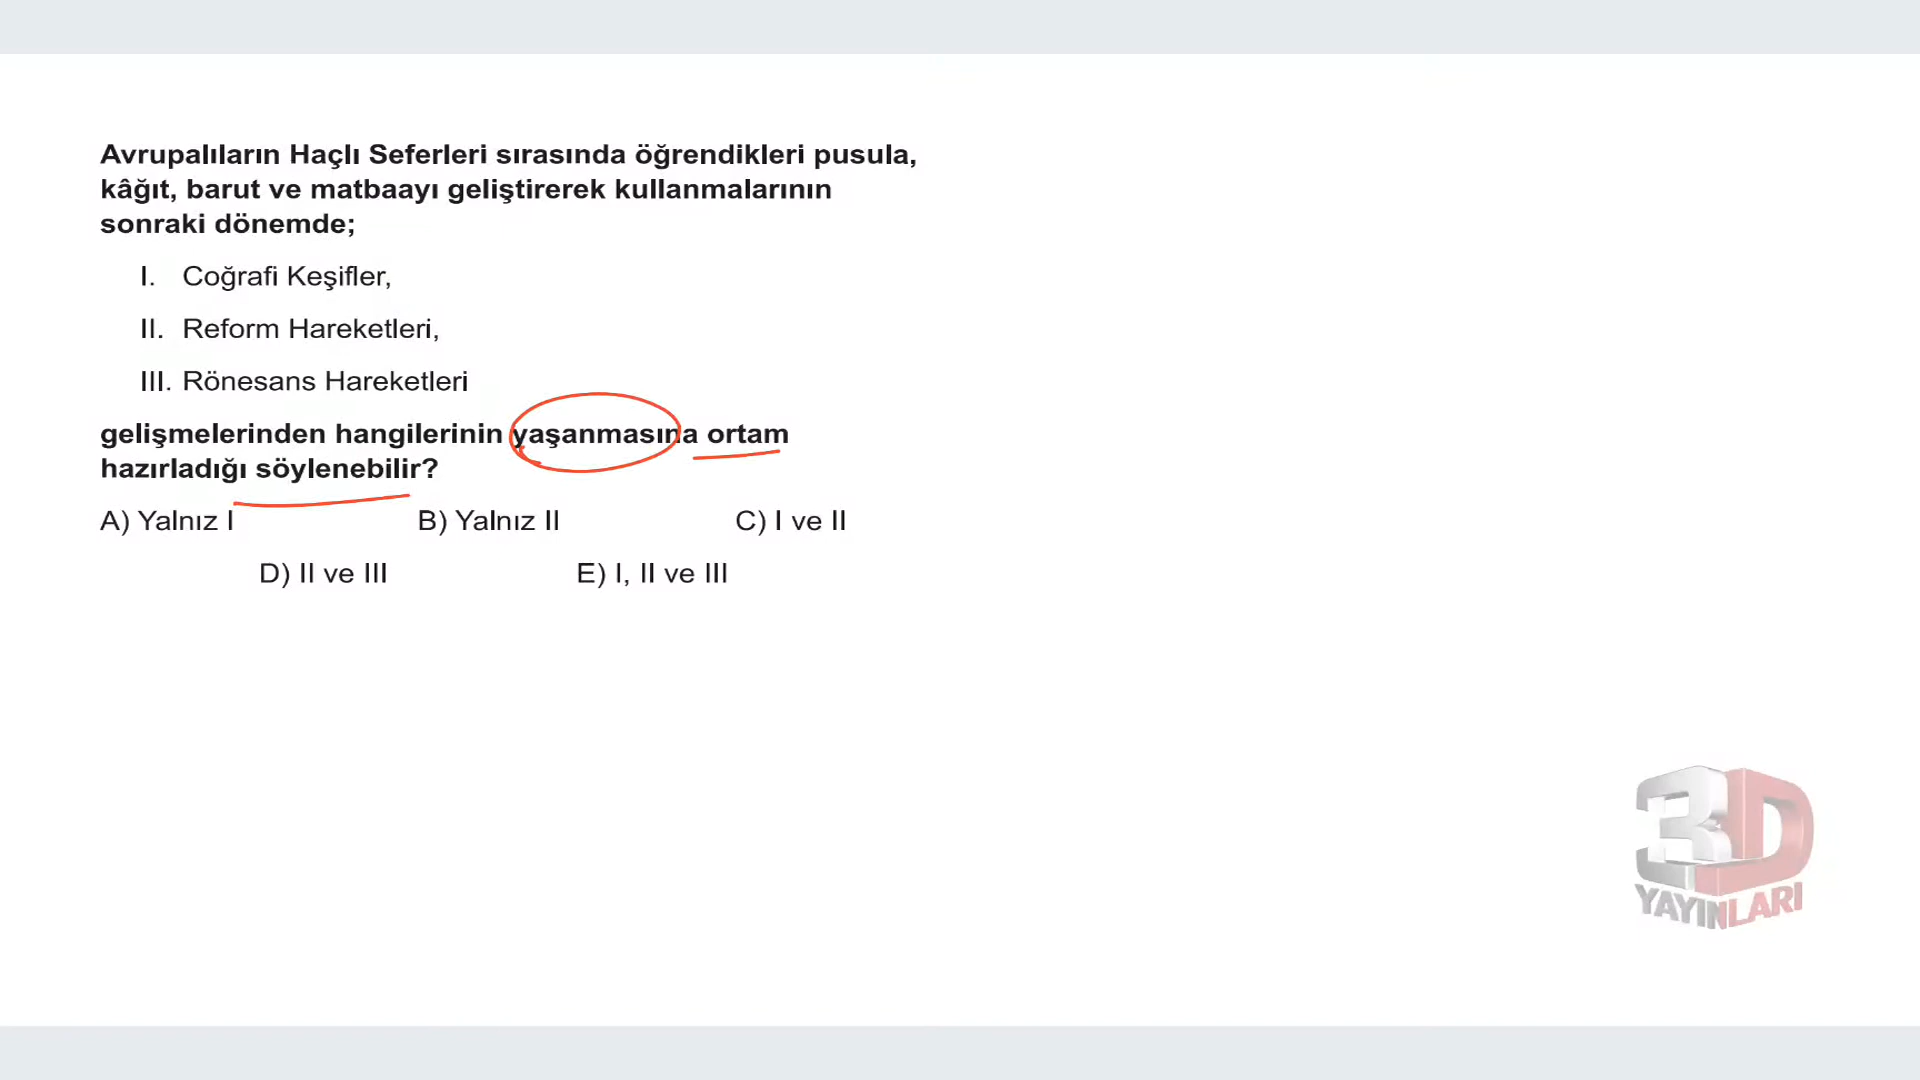 Avrupalıların Haçlı Seferleri sırasında öğrendikleri pusula,
kâğıt, barut ve matbaayı geliştirerek kullanmalarının
sonraki dönemde;
I. Coğrafi Keşifler,
II. Reform Hareketleri,
III. Rönesans Hareketleri
gelişmelerinden hangilerinin yaşanmasına ortam
hazırladığı söylenebilir?
A) Yalnız I B) Yalnız II C) I ve II
D) II ve III E) I, II ve III
3D
YAYINLARI